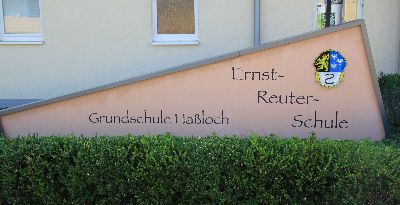 Ernst-
Reuter-
Grundschule Haßloch
Schule